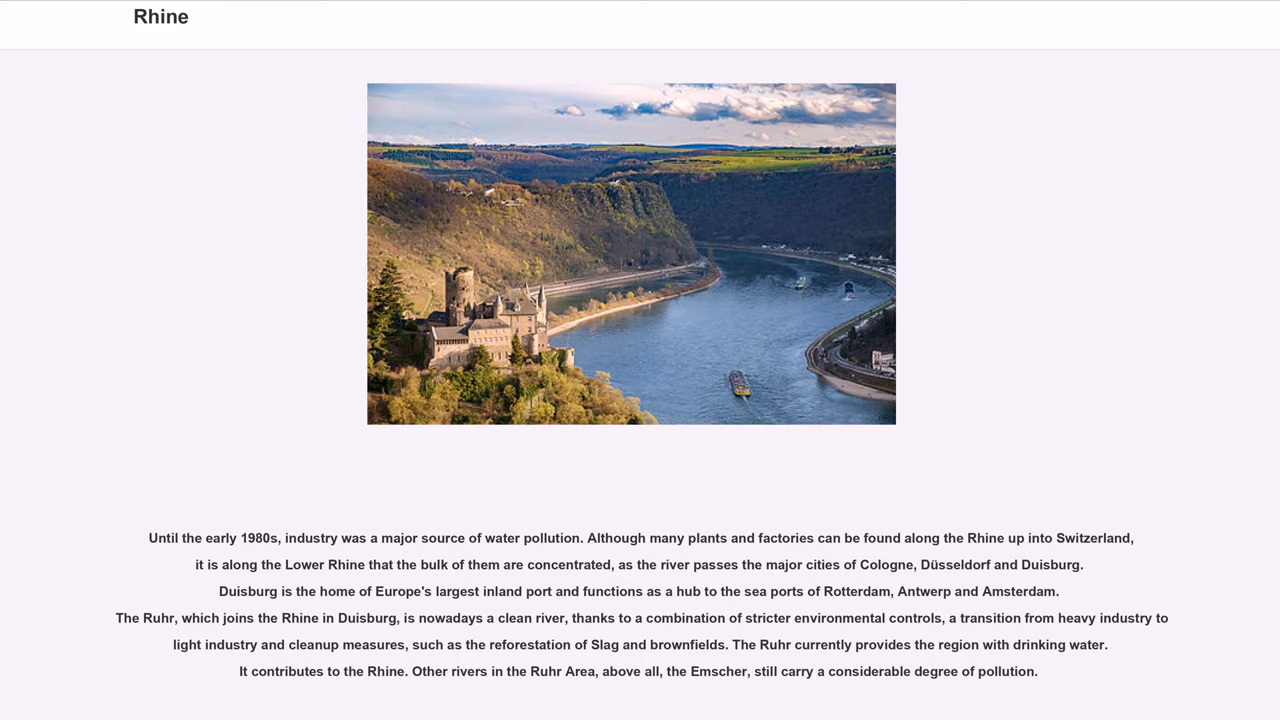 Rhine
Until the early 1980s, industry was a major source of water pollution. Although many plants and factories can be found along the Rhine up into Switzerland,
it is along the Lower Rhine that the bulk of them are concentrated, as the river passes the major cities of Cologne, Düsseldorf and Duisburg.
Duisburg is the home of Europe's largest inland port and functions as a hub to the sea ports of Rotterdam, Antwerp and Amsterdam.
The Ruhr, which joins the Rhine in Duisburg, is nowadays a clean river, thanks to a combination of stricter environmental controls, a transition from heavy industry to
light industry and cleanup measures, such as the reforestation of Slag and brownfields. The Ruhr currently provides the region with drinking water.
It contributes to the Rhine. Other rivers in the Ruhr Area, above all, the Emscher, still carry a considerable degree of pollution.